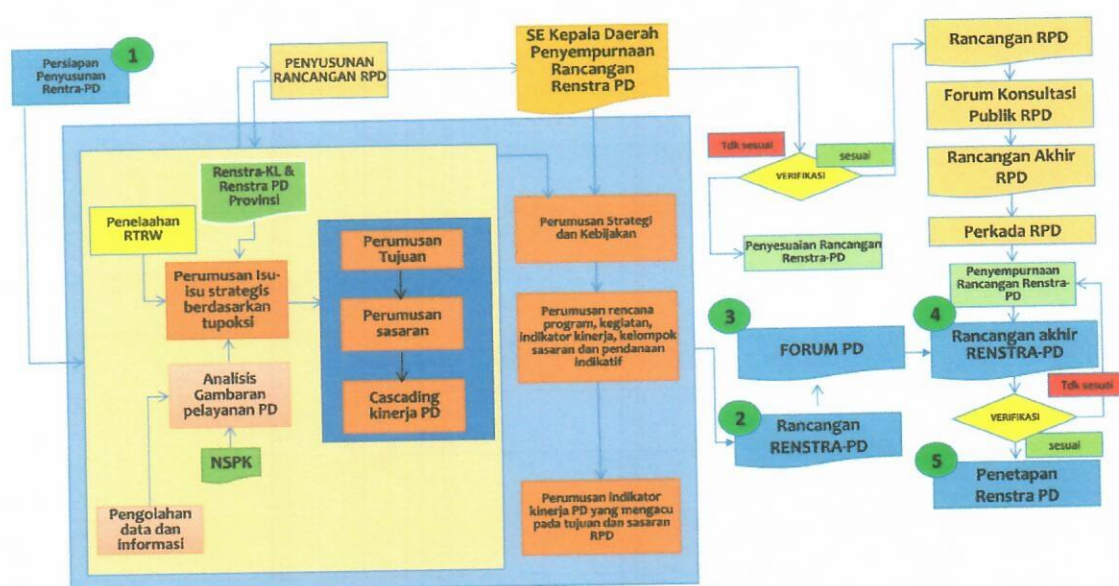 1
Persiapan
Penyusunan
Rentra-PD
PENYUSUNAN
RANCANGAN RPD
SE Kepala Daerah
Penyempurnaan
Rancangan
Renstra PD
Rancangan RPD
Forum Konsultasi
Publik RPD
Rancangan Akhir
RPD
Perkada RPD
Tdk sesuai
sesuai
VERIFIKASI
Penyesuaian Rancangan
Renstra-PD
Renstra-KL &
Renstra PD
Provinsi
Penelaahan
RTRW
Perumusan Isu-
isu strategis
berdasarkan
tupoksi
Analisis
Gambaran
pelayanan PD
NSPK
Pengolahan
data dan
informasi
Perumusan
Tujuan
Perumusan
sasaran
Cascading
kinerja PD
Perumusan Strategi
dan Kebijakan
Perumusan rencana
program, kegiatan,
indikator kinerja, kelompok
sasaran dan pendanaan
indikatif
Perumusan indikator
kinerja PD yang mengacu
pada tujuan dan sasaran
RPD
2
Rancangan
RENSTRA-PD
3
FORUM PD
Penyempurnaan
Rancangan Renstra-
PD
4
Rancangan akhir
RENSTRA-PD
Tdk sesuai
VERIFIKASI
sesuai
5
Penetapan
Renstra PD